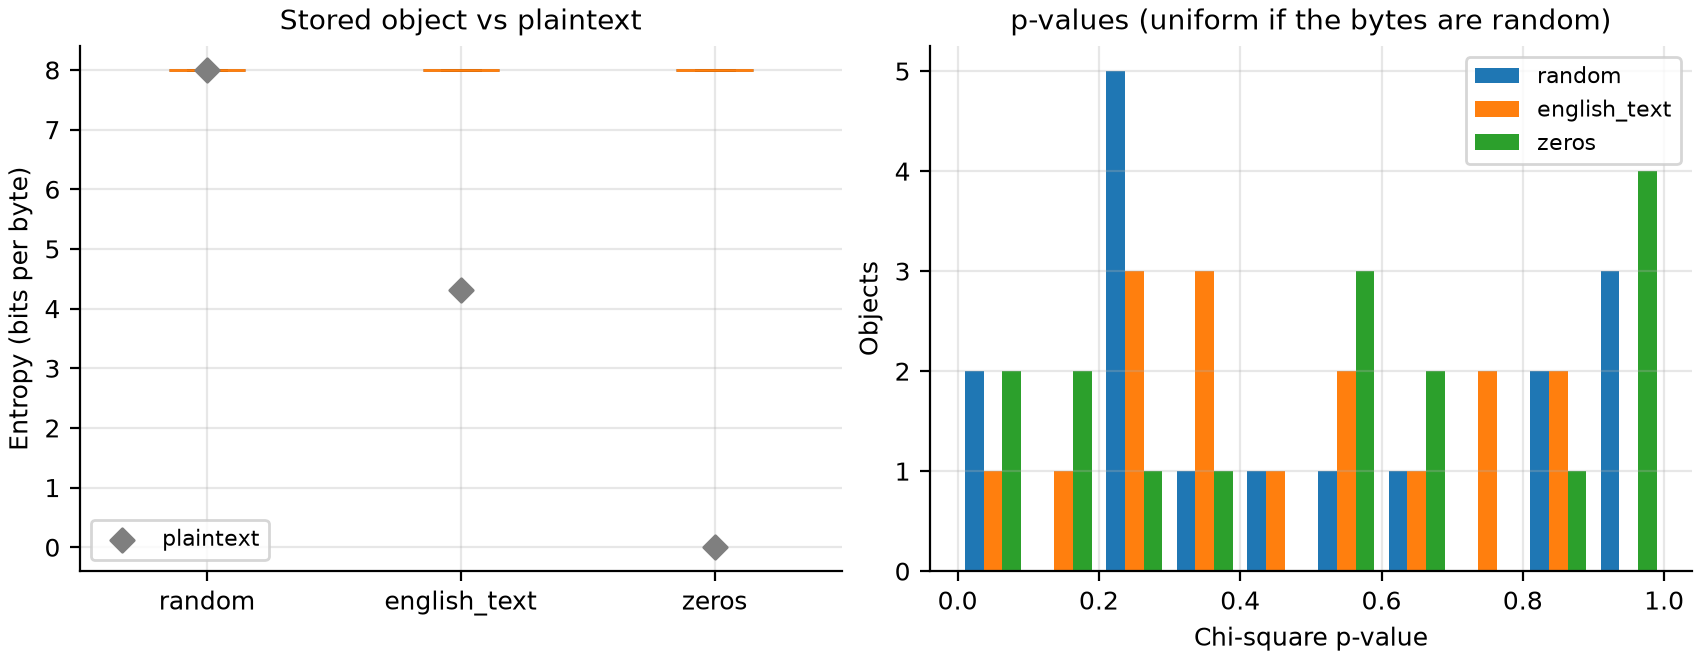 Stored object vs plaintext
Entropy (bits per byte)
8
7
6
5
4
3
2
1
0
plaintext
random
english_text
zeros
p-values (uniform if the bytes are random)
Objects
5
4
3
2
1
0
random
english_text
zeros
0.0
0.2
0.4
0.6
0.8
1.0
Chi-square p-value